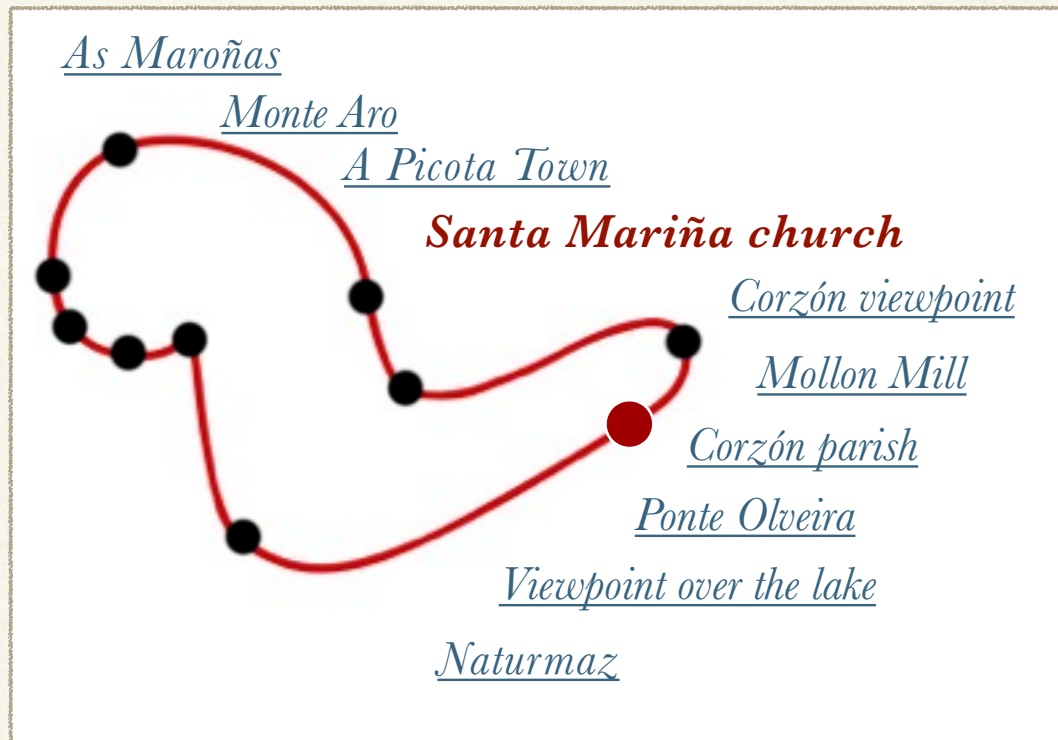 As Maroñas
Monte Aro
A Picota Town
Santa Mariña church
Corzón viewpoint
Mollon Mill
Corzón parish
Ponte Olveira
Viewpoint over the lake
Naturmaz